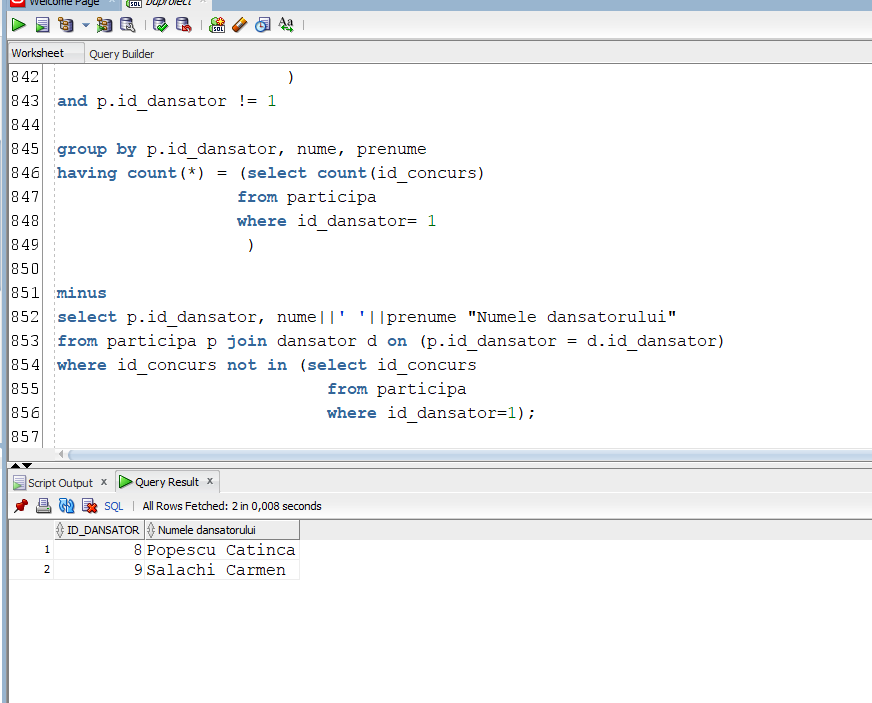 Welcome Page
SQL
bdproiect
SQL
Aa
Worksheet
Query Builder
842 )
843 and p.id_dansator != 1
844
845 group by p.id_dansator, nume, prenume
846 having count(*) = (select count(id_concurs)
847 from participa
848 where id_dansator= 1
849 )
850
851 minus
852 select p.id_dansator, nume||' '||prenume "Numele dansatorului"
853 from participa p join dansator d on (p.id_dansator = d.id_dansator)
854 where id_concurs not in (select id_concurs
855 from participa
856 where id_dansator=1);
857
Script Output x
Query Result x
SQL | All Rows Fetched: 2 in 0,008 seconds
ID_DANSATOR Numele dansatorului
1 8 Popescu Catinca
2 9 Salachi Carmen